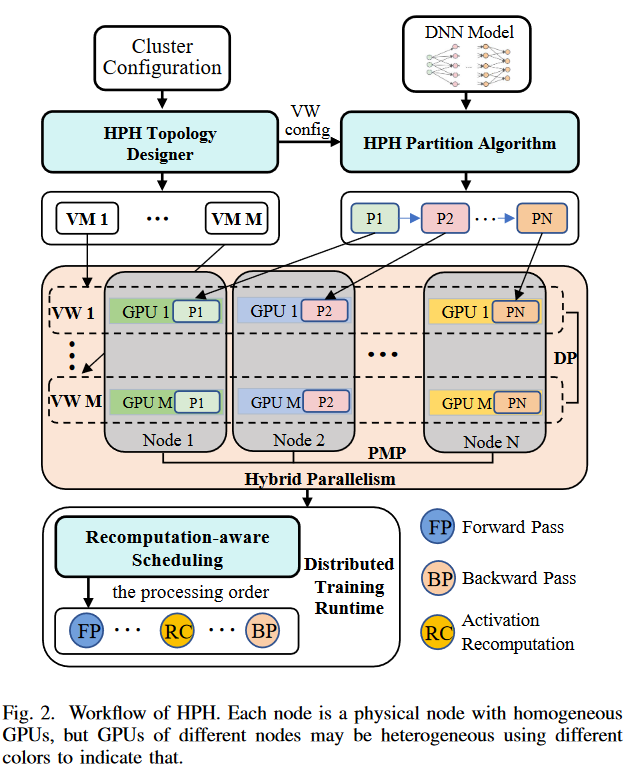 Cluster
Configuration
DNN Model
HPH Topology
Designer
VW
config
HPH Partition Algorithm
VM 1
...
VM M
P1
P2
...
PN
VW 1
GPU 1
P1
GPU 1
P2
GPU 1
PN
...
DP
VW M
GPU M
P1
GPU M
P2
GPU M
PN
Node 1
Node 2
Node N
PMP
Hybrid Parallelism
Recomputation-aware
Scheduling
Distributed
Training
Runtime
the processing order
FP
...
RC
...
BP
FP
Forward Pass
BP
Backward Pass
RC
Activation
Recomputation
Fig. 2. Workflow of HPH. Each node is a physical node with homogeneous
GPUs, but GPUs of different nodes may be heterogeneous using different
colors to indicate that.